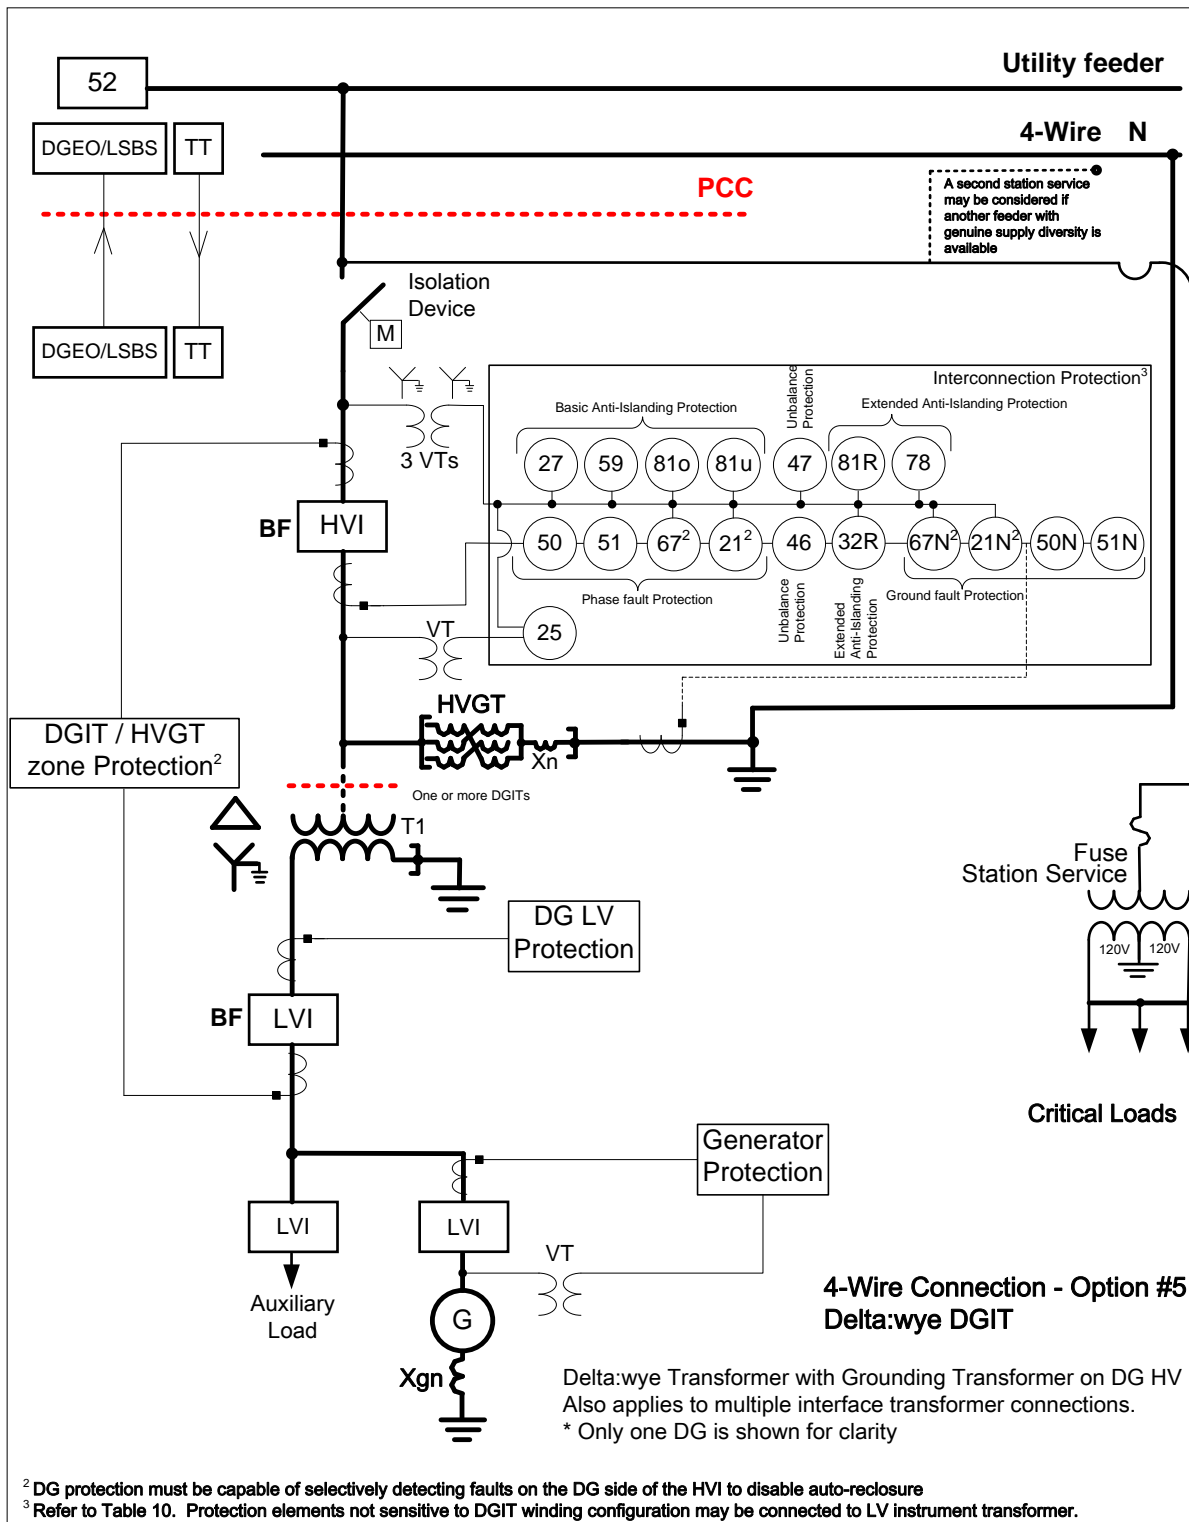 Utility feeder
52
4-Wire N
DGEO/LSBS
TT
PCC
A second station service
may be considered if
another feeder with
genuine supply diversity is
available
Isolation
Device
M
DGEO/LSBS
TT
Interconnection Protection³
Basic Anti-Islanding Protection
Unbalance
Protection
Extended Anti-Islanding Protection
3 VTs
27
59
81o
81u
47
81R
78
BF
HVI
50
51
67²
21²
46
32R
67N²
21N²
50N
51N
Phase fault Protection
Unbalance
Protection
Extended
Anti-Islanding
Protection
Ground fault Protection
VT
25
HVGT
Xn
DGIT / HVGT
zone Protection²
One or more DGITs
T1
Fuse
Station Service
120V
120V
DG LV
Protection
BF
LVI
Critical Loads
Generator
Protection
LVI
LVI
VT
Auxiliary
Load
G
Xgn
4-Wire Connection - Option #5
Delta:wye DGIT
Delta:wye Transformer with Grounding Transformer on DG HV
Also applies to multiple interface transformer connections.
* Only one DG is shown for clarity
² DG protection must be capable of selectively detecting faults on the DG side of the HVI to disable auto-reclosure
³ Refer to Table 10. Protection elements not sensitive to DGIT winding configuration may be connected to LV instrument transformer.